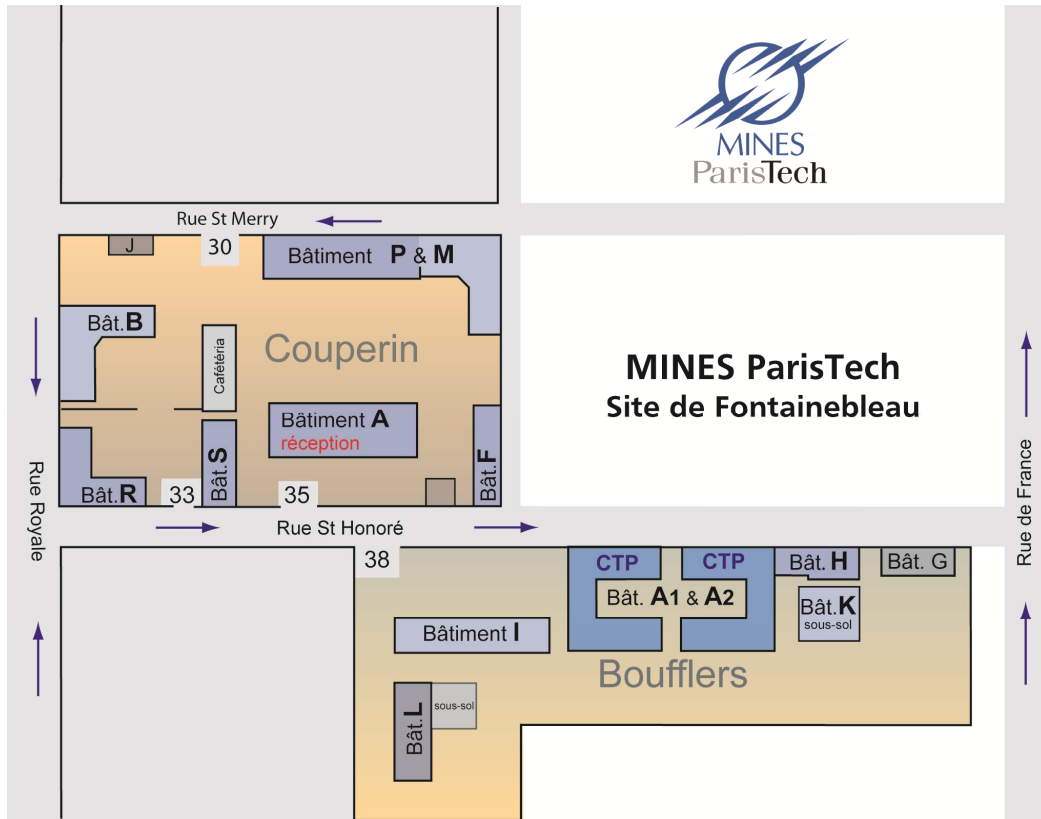 MINES
ParisTech
Rue St Merry
J
30
Bâtiment P & M
Bât.B
Cafétéria
Couperin
MINES ParisTech
Site de Fontainebleau
Bâtiment A
réception
Bât.S
Bât.F
Bât.R
33
35
Rue Royale
Rue St Honoré
Rue de France
38
CTP
CTP
Bât. H
Bât. G
Bât. A1 & A2
Bât.K
sous-sol
Bâtiment I
Boufflers
Bât.L
sous-sol